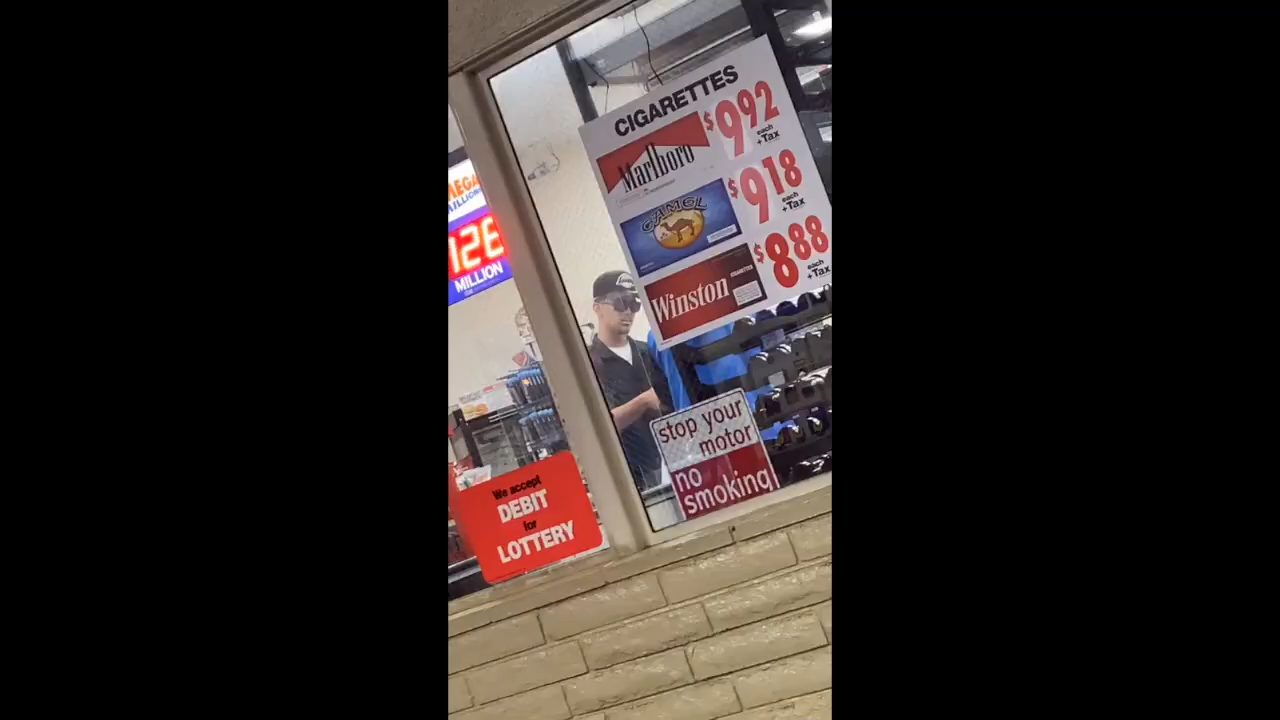 CIGARETTES
Marlboro
$992
each
+Tax
CAMEL
$918
each
+Tax
Winston
$888
each
+Tax
MEGA
MILLIONS
126
MILLION
stop your
motor
no
smoking
We accept
DEBIT
for
LOTTERY